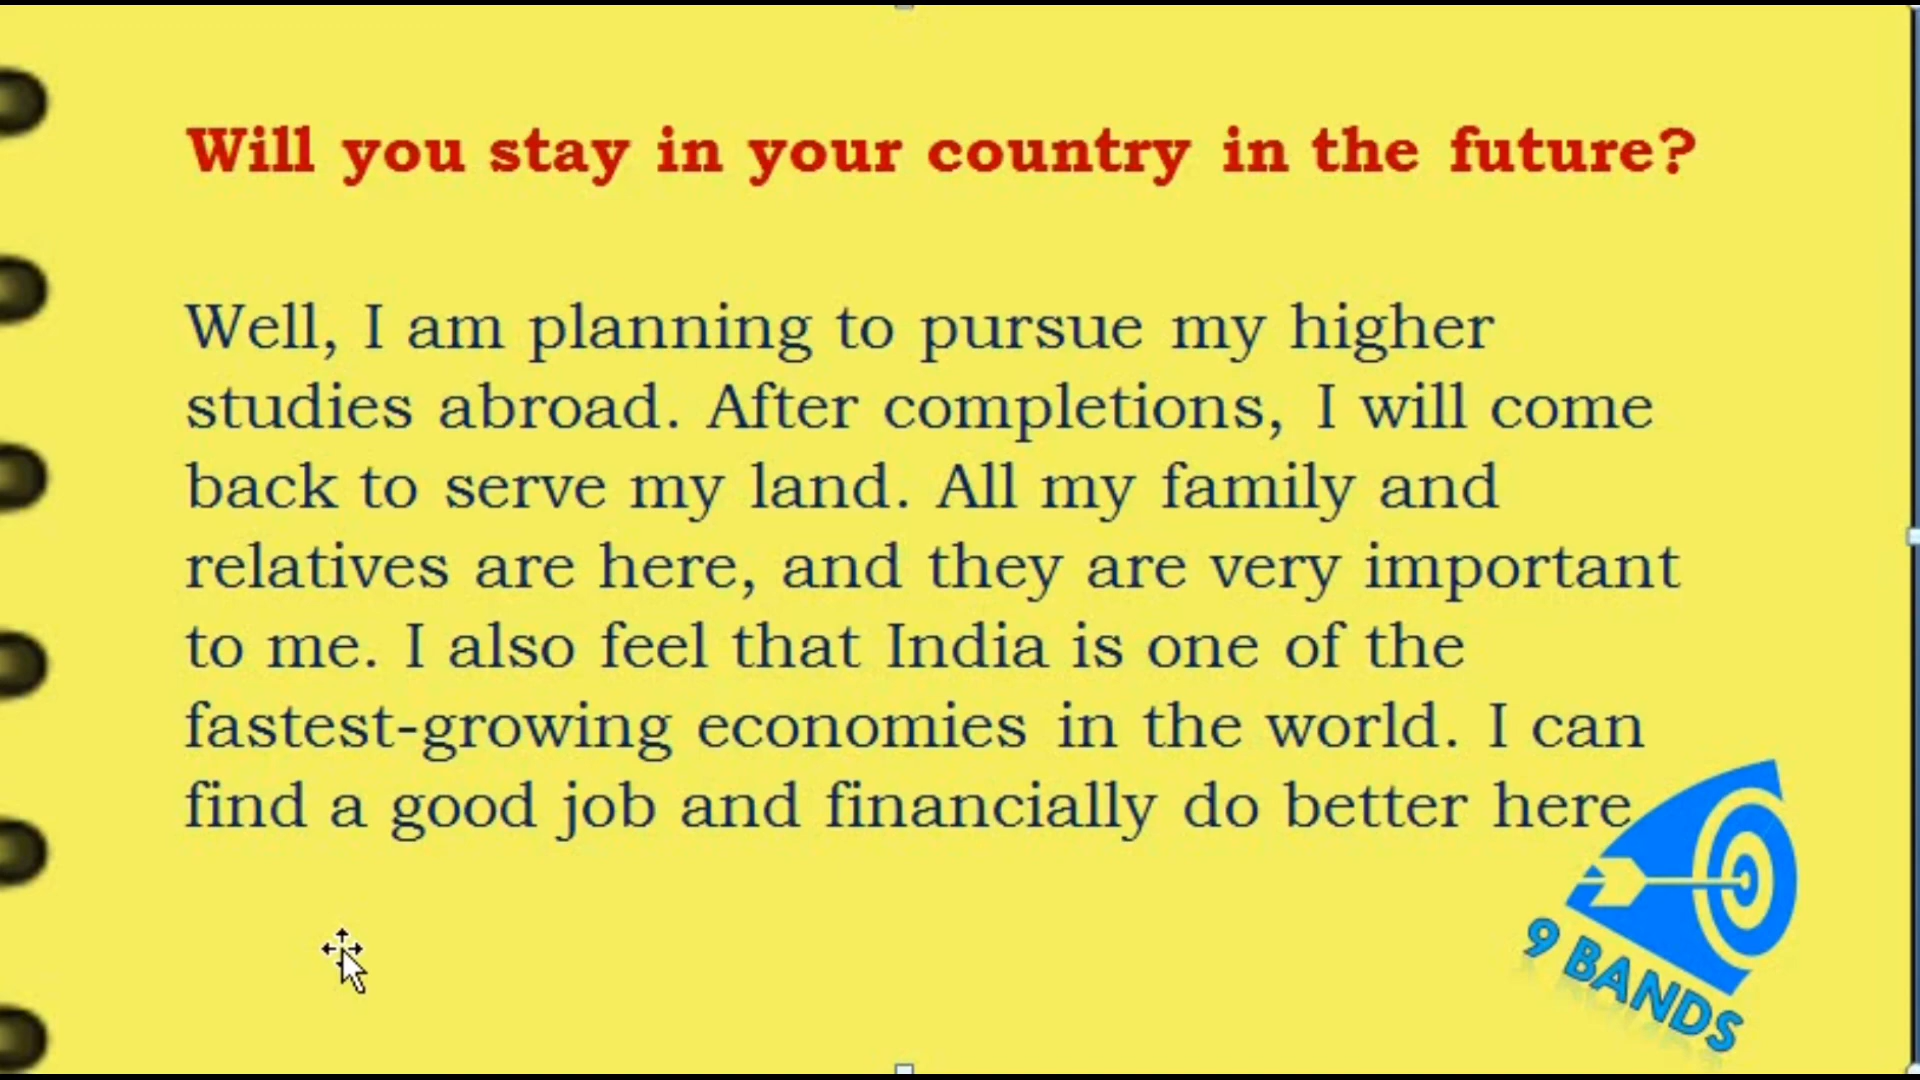 Will you stay in your country in the future?
Well, I am planning to pursue my higher
studies abroad. After completions, I will come
back to serve my land. All my family and
relatives are here, and they are very important
to me. I also feel that India is one of the
fastest-growing economies in the world. I can
find a good job and financially do better here
9 BANDS